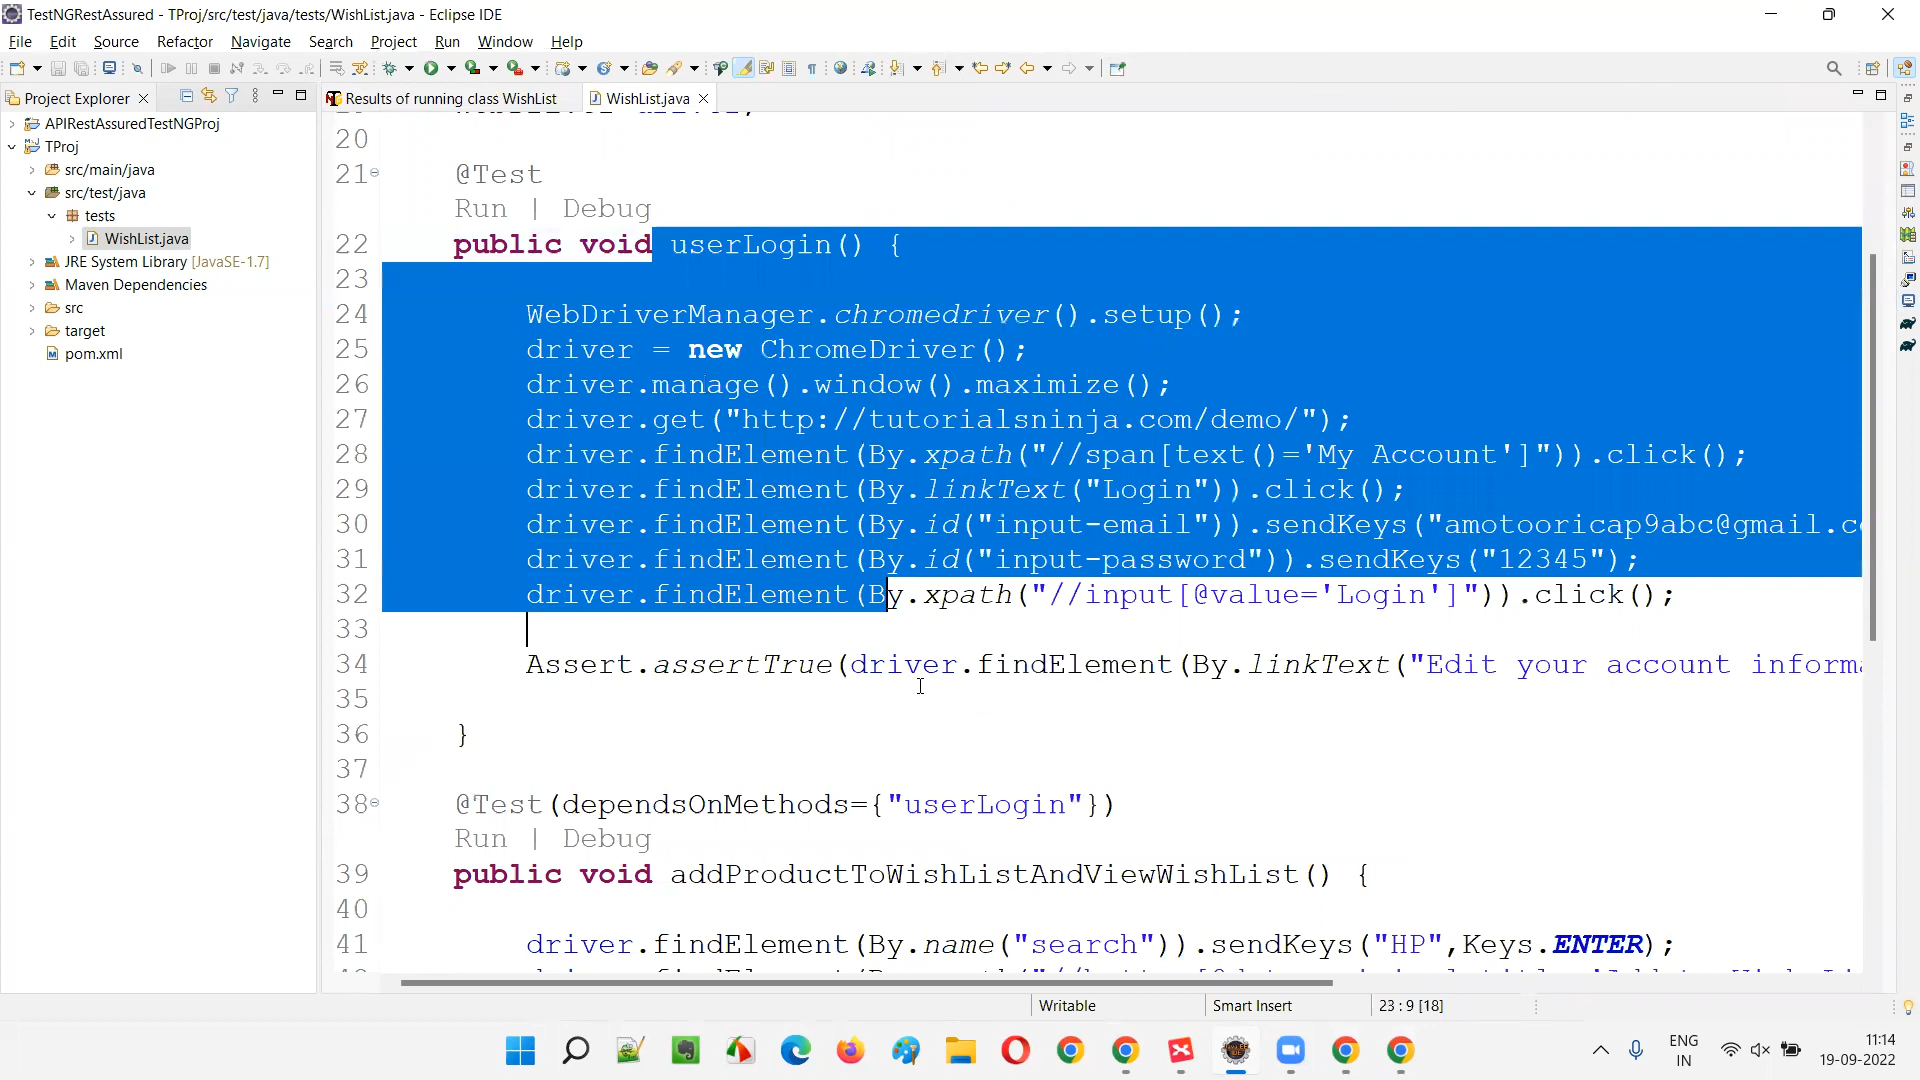 TestNGRestAssured - TProj/src/test/java/tests/WishList.java - Eclipse IDE
File Edit Source Refactor Navigate Search Project Run Window Help
Project Explorer
Results of running class WishList
WishList.java
APIRestAssuredTestNGProj
TProj
src/main/java
src/test/java
tests
WishList.java
JRE System Library [JavaSE-1.7]
Maven Dependencies
src
target
pom.xml
20
21 @Test
Run | Debug
22 public void userLogin() {
23
24 WebDriverManager.chromedriver().setup();
25 driver = new ChromeDriver();
26 driver.manage().window().maximize();
27 driver.get("http://tutorialsninja.com/demo/");
28 driver.findElement(By.xpath("//span[text()='My Account']")).click();
29 driver.findElement(By.linkText("Login")).click();
30 driver.findElement(By.id("input-email")).sendKeys("amotooricap9abc@gmail.c
31 driver.findElement(By.id("input-password")).sendKeys("12345");
32 driver.findElement(By.xpath("//input[@value='Login']")).click();
33
34 Assert.assertTrue(driver.findElement(By.linkText("Edit your account inform
35
36 }
37
38 @Test(dependsOnMethods={"userLogin"})
Run | Debug
39 public void addProductToWishListAndViewWishList() {
40
41 driver.findElement(By.name("search")).sendKeys("HP",Keys.ENTER);
Writable Smart Insert 23 : 9 [18]
ENG
IN
11:14
19-09-2022